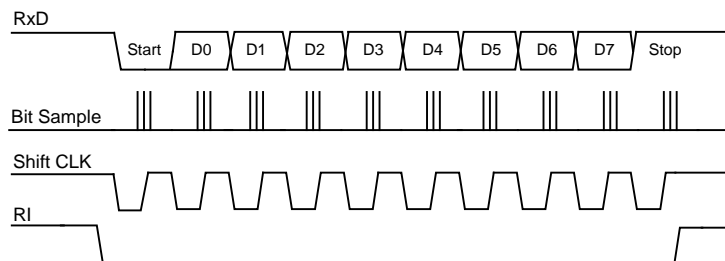 RxD
Start D0 D1 D2 D3 D4 D5 D6 D7 Stop
Bit Sample
Shift CLK
RI